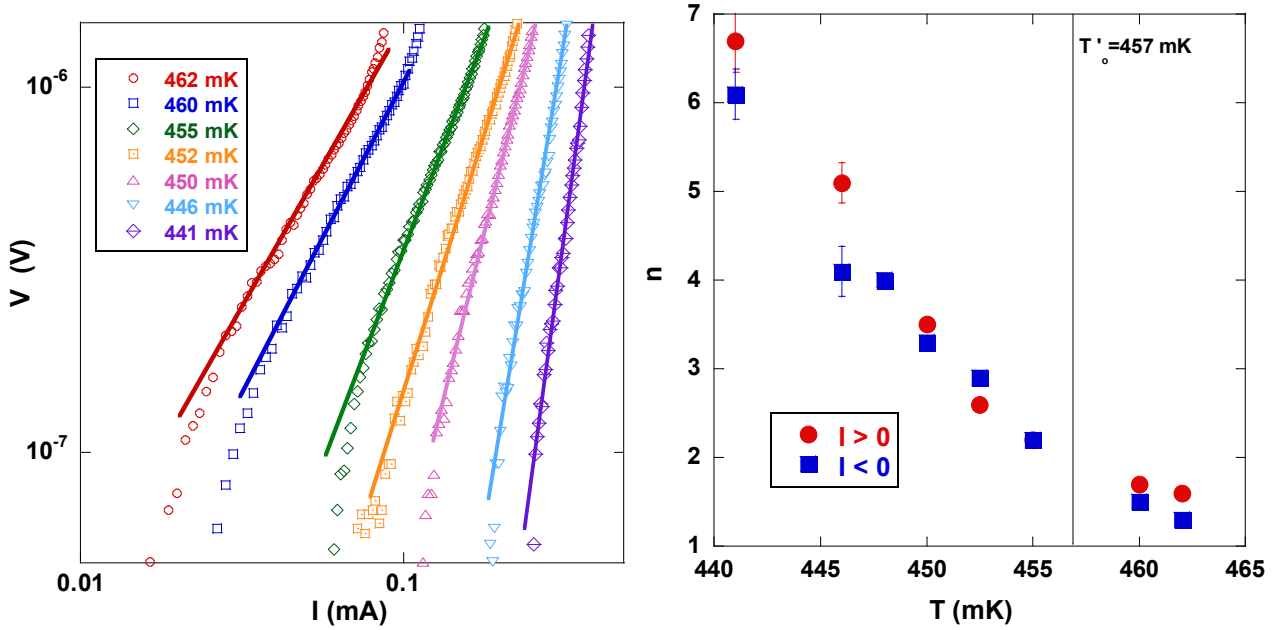 10⁻⁶
10⁻⁷
V (V)
462 mK
460 mK
455 mK
452 mK
450 mK
446 mK
441 mK
0.01
0.1
I (mA)
7
6
5
4
3
2
1
n
T'ₒ=457 mK
I > 0
I < 0
440
445
450
455
460
465
T (mK)